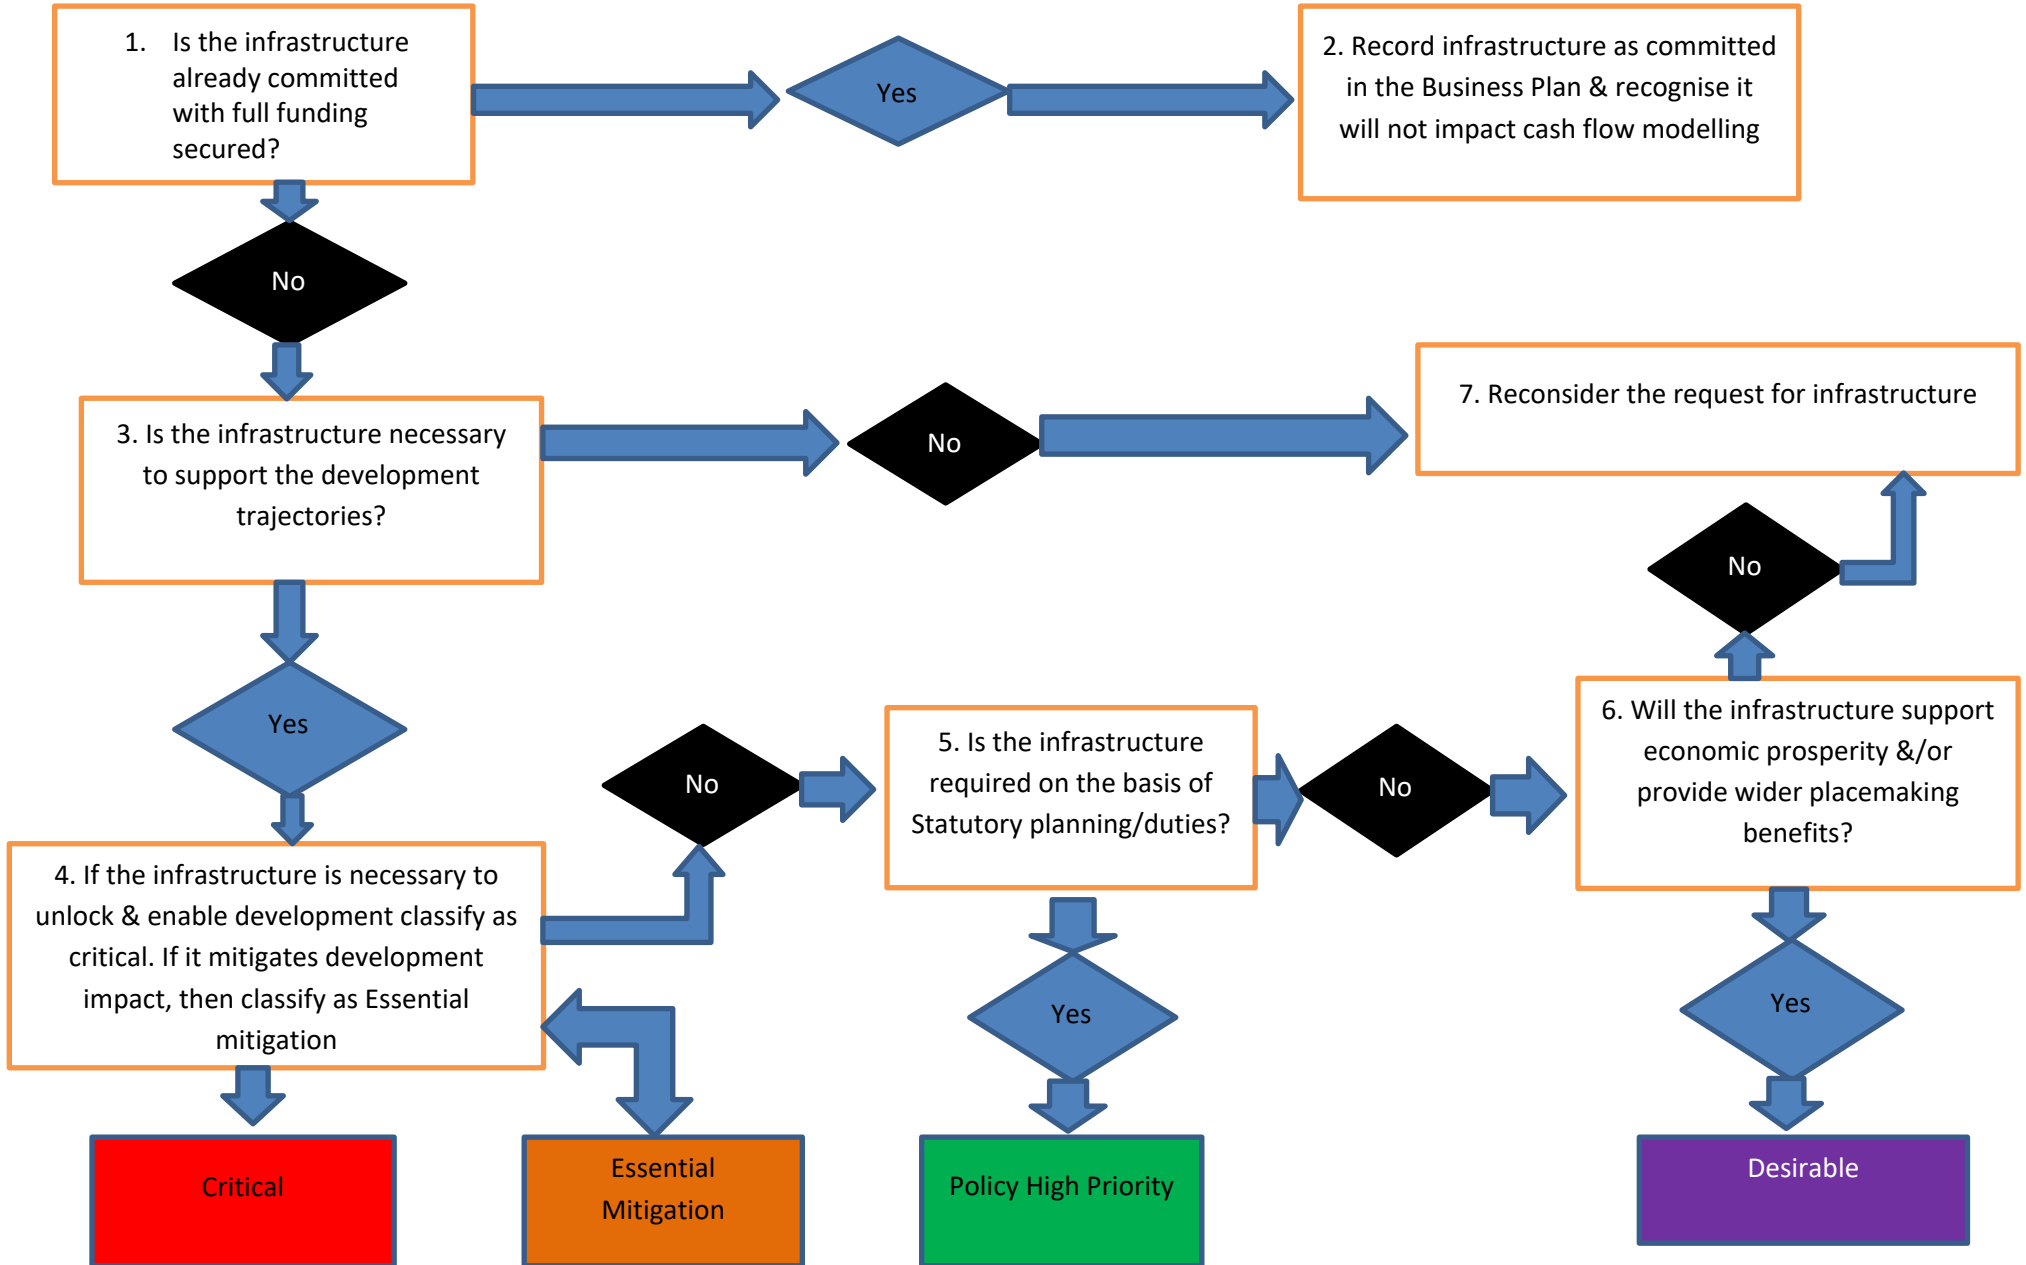 1. Is the infrastructure
already committed
with full funding
secured?
Yes
2. Record infrastructure as committed
in the Business Plan & recognise it
will not impact cash flow modelling
No
3. Is the infrastructure necessary
to support the development
trajectories?
No
7. Reconsider the request for infrastructure
No
Yes
No
5. Is the infrastructure
required on the basis of
Statutory planning/duties?
No
6. Will the infrastructure support
economic prosperity &/or
provide wider placemaking
benefits?
4. If the infrastructure is necessary to
unlock & enable development classify as
critical. If it mitigates development
impact, then classify as Essential
mitigation
Yes
Yes
Critical
Essential
Mitigation
Policy High Priority
Desirable